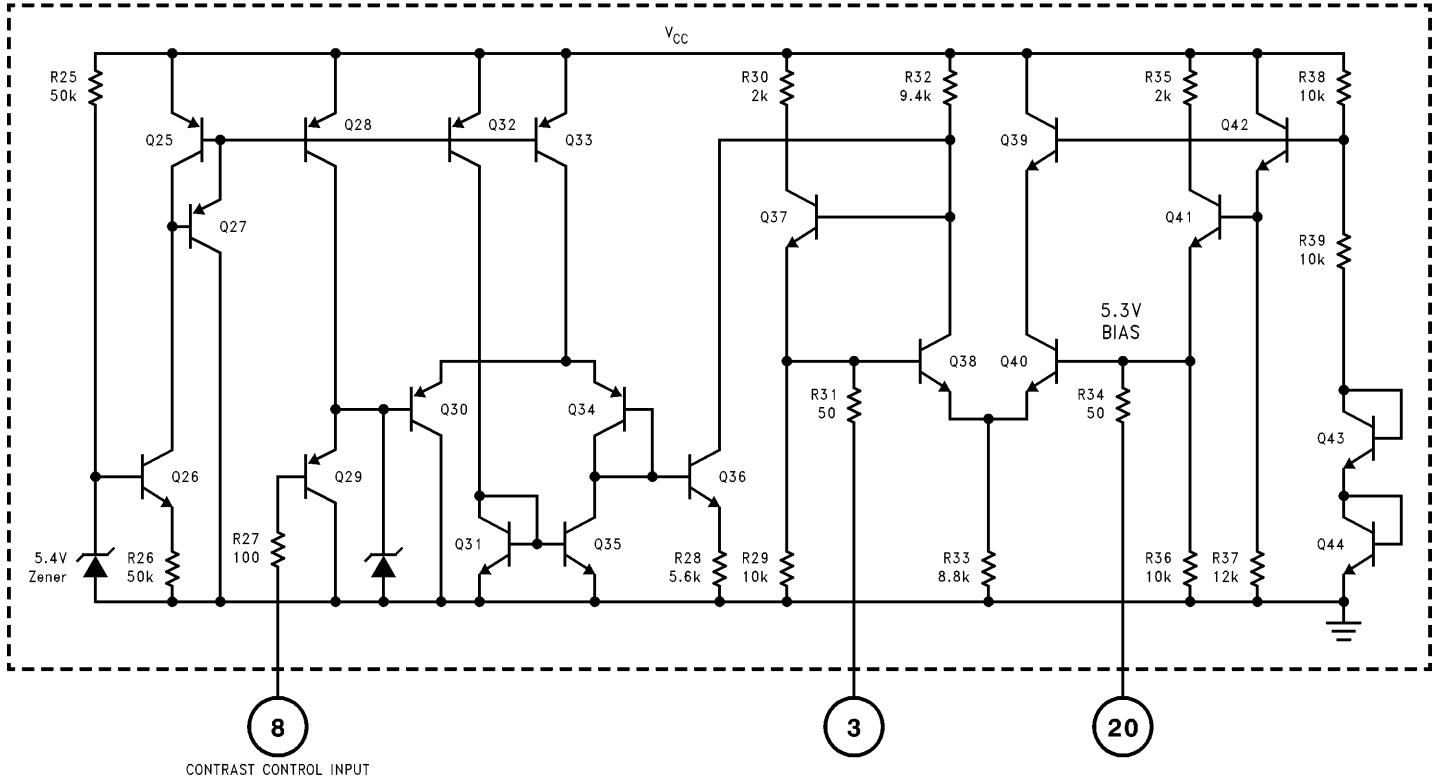 V_CC
R25
50k
R30
2k
R32
9.4k
R35
2k
R38
10k
Q25
Q28
Q32
Q33
Q39
Q42
Q27
Q37
Q41
R39
10k
5.3V
BIAS
Q38
Q40
R31
50
R34
50
Q30
Q34
Q43
Q26
Q29
Q36
R27
100
Q31
Q35
5.4V
Zener
R26
50k
R28
5.6k
R29
10k
R33
8.8k
R36
10k
R37
12k
Q44
8
3
20
CONTRAST CONTROL INPUT